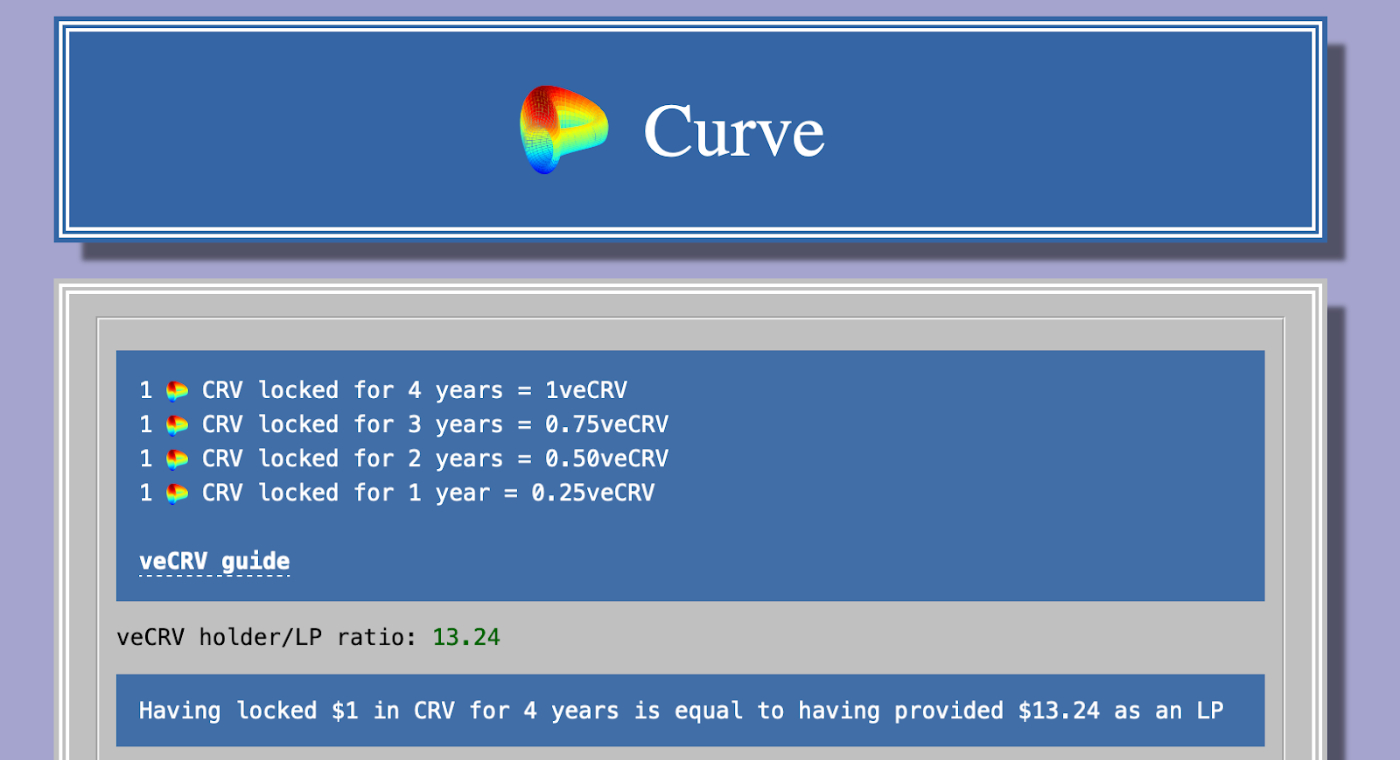 Curve
1 CRV locked for 4 years = 1veCRV
1 CRV locked for 3 years = 0.75veCRV
1 CRV locked for 2 years = 0.50veCRV
1 CRV locked for 1 year = 0.25veCRV
veCRV guide
veCRV holder/LP ratio: 13.24
Having locked $1 in CRV for 4 years is equal to having provided $13.24 as an LP